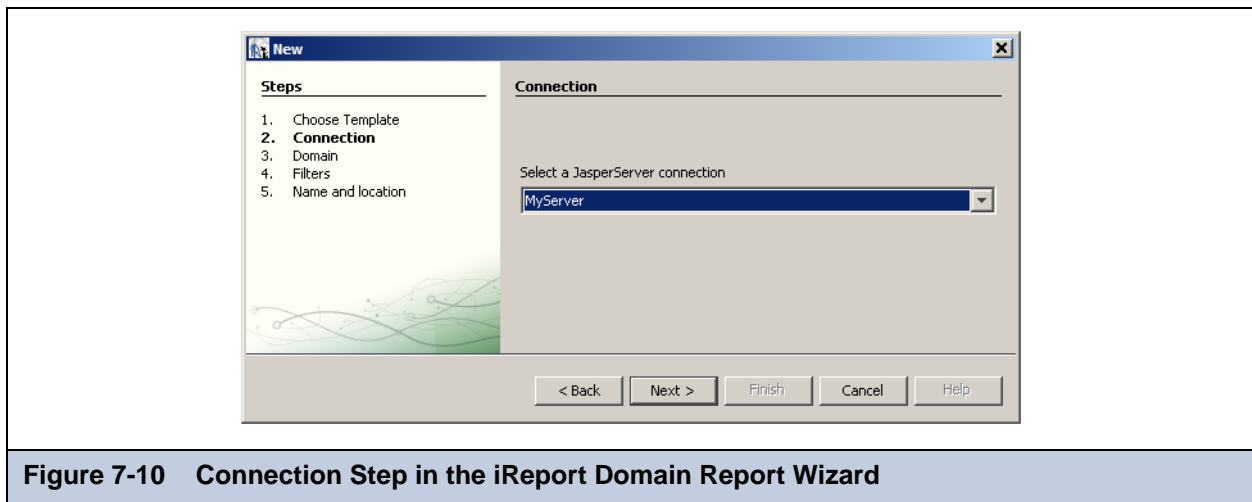 New
Steps
1. Choose Template
2. Connection
3. Domain
4. Filters
5. Name and location
Connection
Select a JasperServer connection
MyServer
< Back Next > Finish Cancel Help
Figure 7-10 Connection Step in the iReport Domain Report Wizard